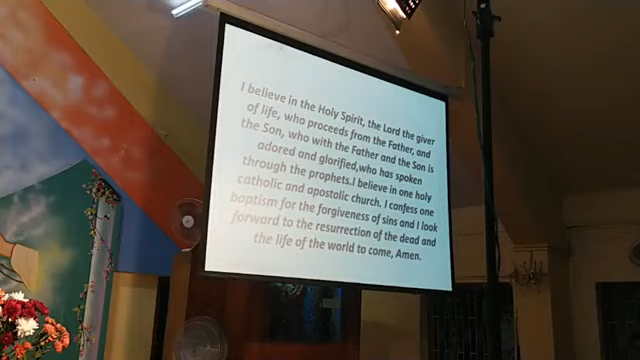 I believe in the Holy Spirit, the Lord the giver
of life, who proceeds from the Father, and
the Son, who with the Father and the Son is
adored and glorified,who has spoken
through the prophets.I believe in one holy
catholic and apostolic church. I confess one
baptism for the forgiveness of sins and I look
forward to the resurrection of the dead and
the life of the world to come, Amen.